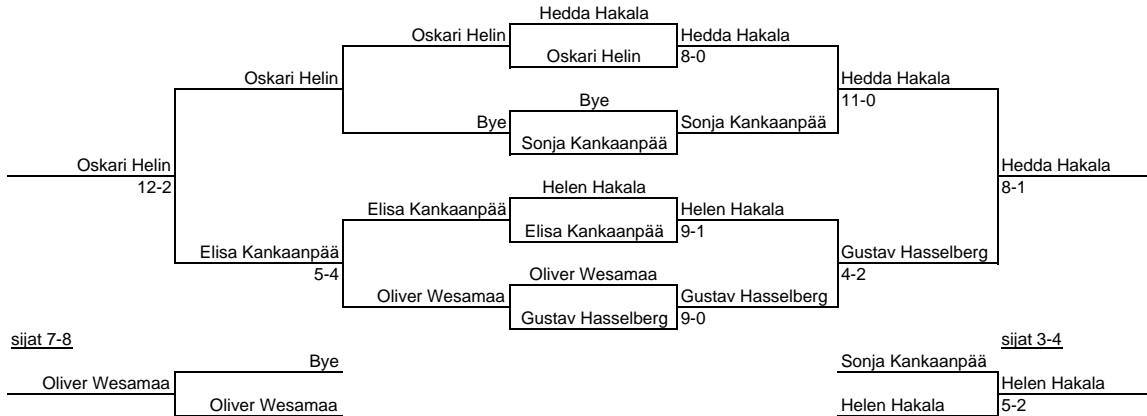 Hedda Hakala
Oskari Helin
Hedda Hakala
Oskari Helin
8-0
Oskari Helin
Hedda Hakala
Bye
11-0
Bye
Sonja Kankaanpää
Sonja Kankaanpää
Oskari Helin
Hedda Hakala
12-2
8-1
Helen Hakala
Elisa Kankaanpää
Helen Hakala
Elisa Kankaanpää
9-1
Elisa Kankaanpää
Gustav Hasselberg
5-4
Oliver Wesamaa
4-2
Oliver Wesamaa
Gustav Hasselberg
Gustav Hasselberg
9-0
sijat 7-8
sijat 3-4
Bye
Sonja Kankaanpää
Oliver Wesamaa
Helen Hakala
Oliver Wesamaa
Helen Hakala
5-2